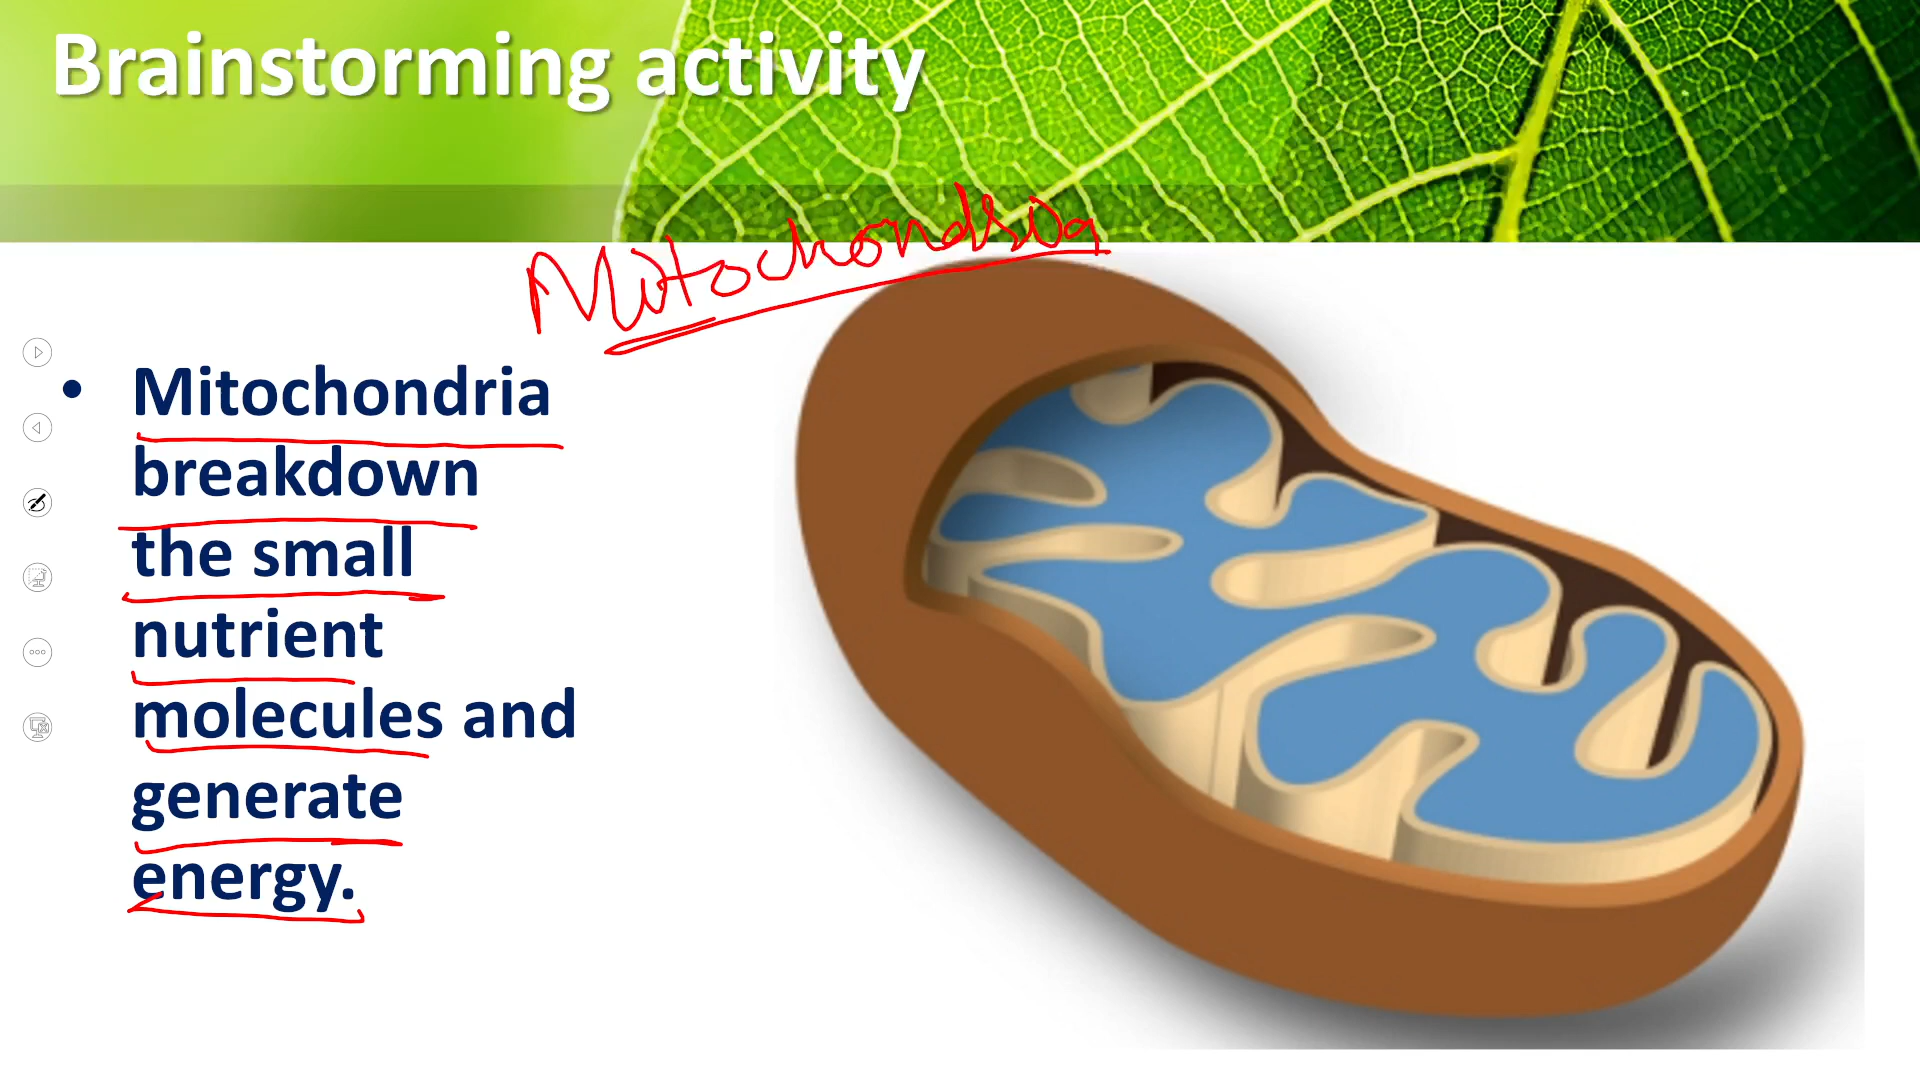 Brainstorming activity
Mitochondria
• Mitochondria
breakdown
the small
nutrient
molecules and
generate
energy.